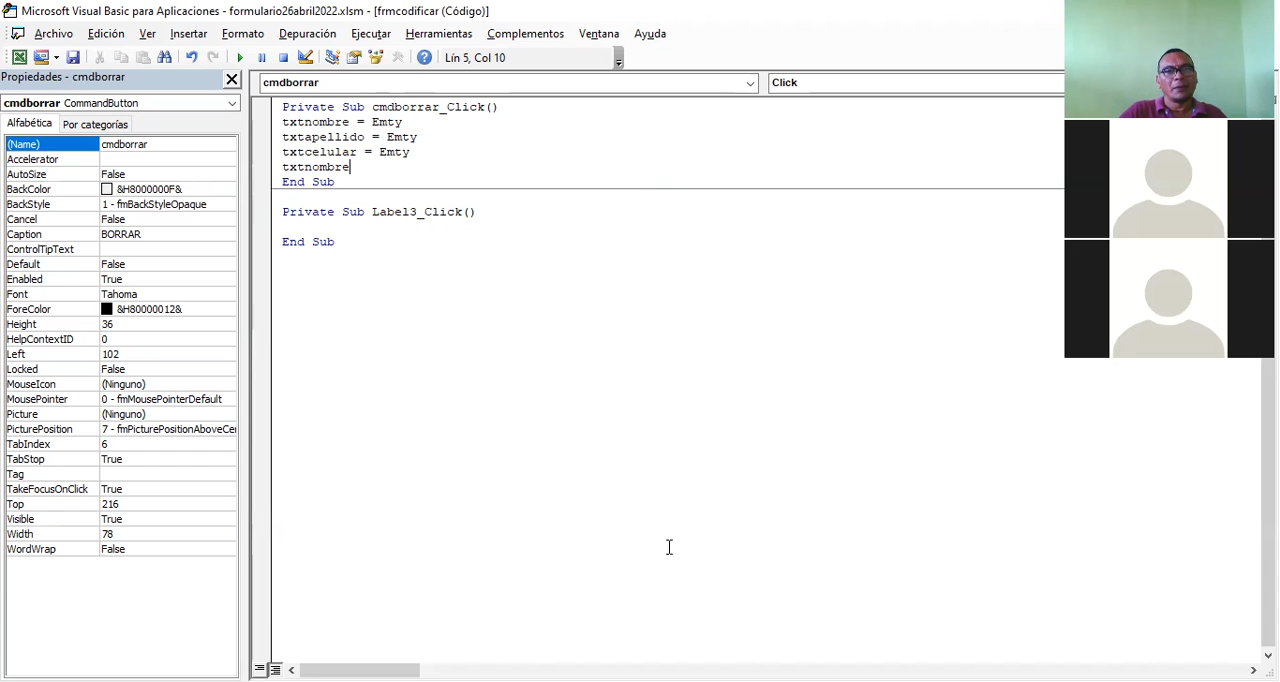 Microsoft Visual Basic para Aplicaciones - formulario26abril2022.xlsm - [frmcodificar (Código)]
Archivo Edición Ver Insertar Formato Depuración Ejecutar Herramientas Complementos Ventana Ayuda
Lín 5, Col 10
Propiedades - cmdborrar
cmdborrar CommandButton
Alfabética Por categorías
(Name) cmdborrar
Accelerator
AutoSize False
BackColor &H8000000F&
BackStyle 1 - fmBackStyleOpaque
Cancel False
Caption BORRAR
ControlTipText
Default False
Enabled True
Font Tahoma
ForeColor &H80000012&
Height 36
HelpContextID 0
Left 102
Locked False
MouseIcon (Ninguno)
MousePointer 0 - fmMousePointerDefault
Picture (Ninguno)
PicturePosition 7 - fmPicturePositionAboveCe
TabIndex 6
TabStop True
Tag
TakeFocusOnClick True
Top 216
Visible True
Width 78
WordWrap False
cmdborrar Click
Private Sub cmdborrar_Click()
txtnombre = Emty
txtapellido = Emty
txtcelular = Emty
txtnombre
End Sub
Private Sub Label3_Click()
End Sub